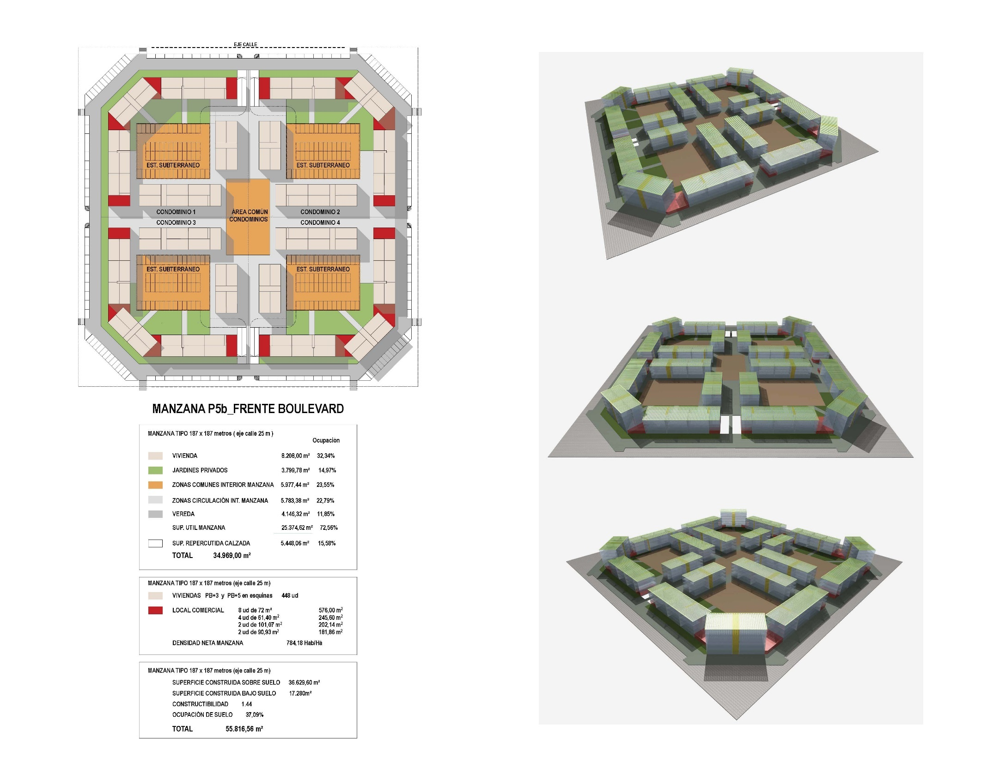 EJE CALLE
EST. SUBTERRÁNEO
EST. SUBTERRÁNEO
CONDOMINIO 1
ÁREA COMÚN
CONDOMINIOS
CONDOMINIO 2
CONDOMINIO 3
CONDOMINIO 4
EST. SUBTERRÁNEO
EST. SUBTERRÁNEO
MANZANA P5b_FRENTE BOULEVARD
MANZANA TIPO 187 x 187 metros ( eje calle 25 m )
Ocupación
VIVIENDA 8.208,00 m² 32,34%
JARDINES PRIVADOS 3.799,78 m² 14,97%
ZONAS COMUNES INTERIOR MANZANA 5.977,44 m² 23,55%
ZONAS CIRCULACIÓN INT. MANZANA 5.783,38 m² 22,79%
VEREDA 4.146,32 m² 11,85%
SUP. UTIL MANZANA 25.374,62 m² 72,56%
SUP. REPERCUTIDA CALZADA 5.448,06 m² 15,58%
TOTAL 34.969,00 m²
MANZANA TIPO 187 x 187 metros (eje calle 25 m)
VIVIENDAS PB+3 y PB+5 en esquinas 448 ud
LOCAL COMERCIAL 8 ud de 72 m² 576,00 m²
4 ud de 61,40 m² 245,60 m²
2 ud de 101,07 m² 202,14 m²
2 ud de 90,93 m² 181,86 m²
DENSIDAD NETA MANZANA 784,18 Hab/Há
MANZANA TIPO 187 x 187 metros (eje calle 25 m)
SUPERFICIE CONSTRUIDA SOBRE SUELO 36.629,60 m²
SUPERFICIE CONSTRUIDA BAJO SUELO 17.280m²
CONSTRUCTIBILIDAD 1.44
OCUPACIÓN DE SUELO 37,09%
TOTAL 55.816,56 m²